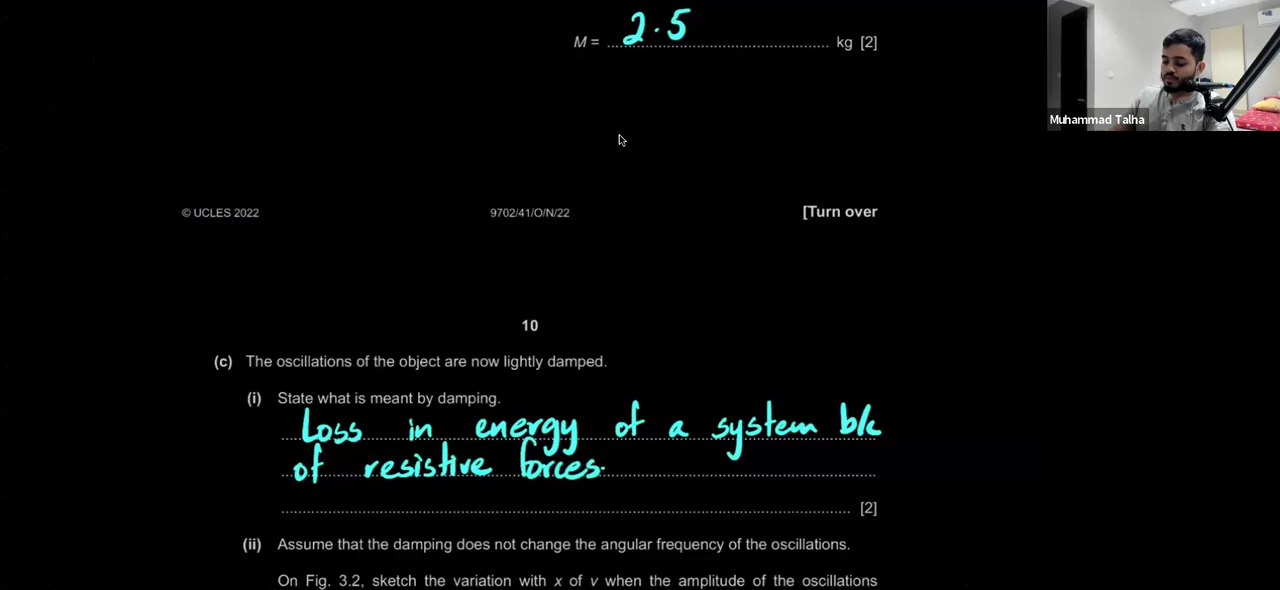 2.5
M = ........ kg [2]
Muhammad Talha
© UCLES 2022 9702/41/O/N/22 [Turn over
10
(c) The oscillations of the object are now lightly damped.
(i) State what is meant by damping.
Loss in energy of a system b/c
of resistive forces.
[2]
(ii) Assume that the damping does not change the angular frequency of the oscillations.
On Fig. 3.2, sketch the variation with x of v when the amplitude of the oscillations